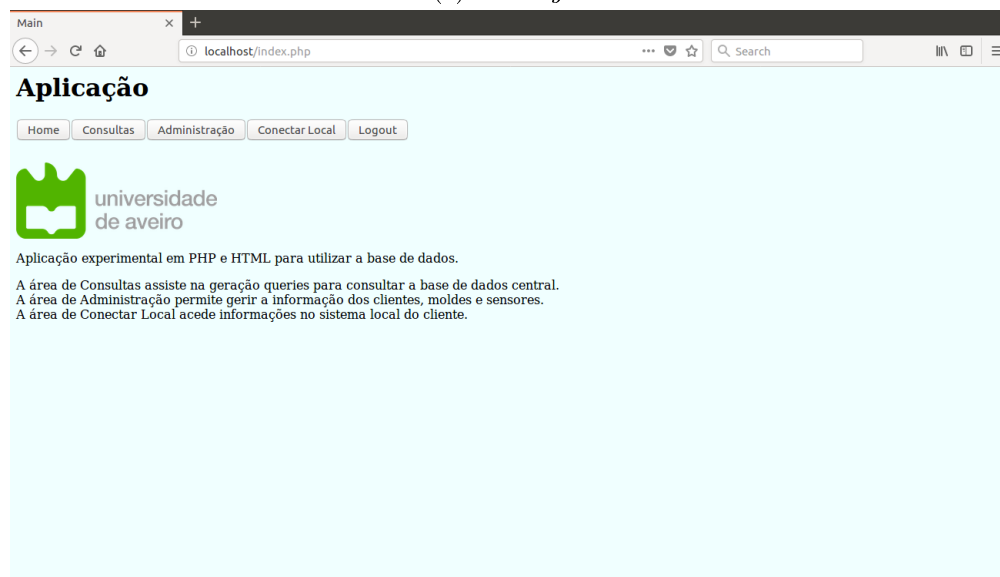 Main
localhost/index.php
Search
Aplicação
Home Consultas Administração Conectar Local Logout
universidade
de aveiro
Aplicação experimental em PHP e HTML para utilizar a base de dados.
A área de Consultas assiste na geração queries para consultar a base de dados central.
A área de Administração permite gerir a informação dos clientes, moldes e sensores.
A área de Conectar Local acede informações no sistema local do cliente.